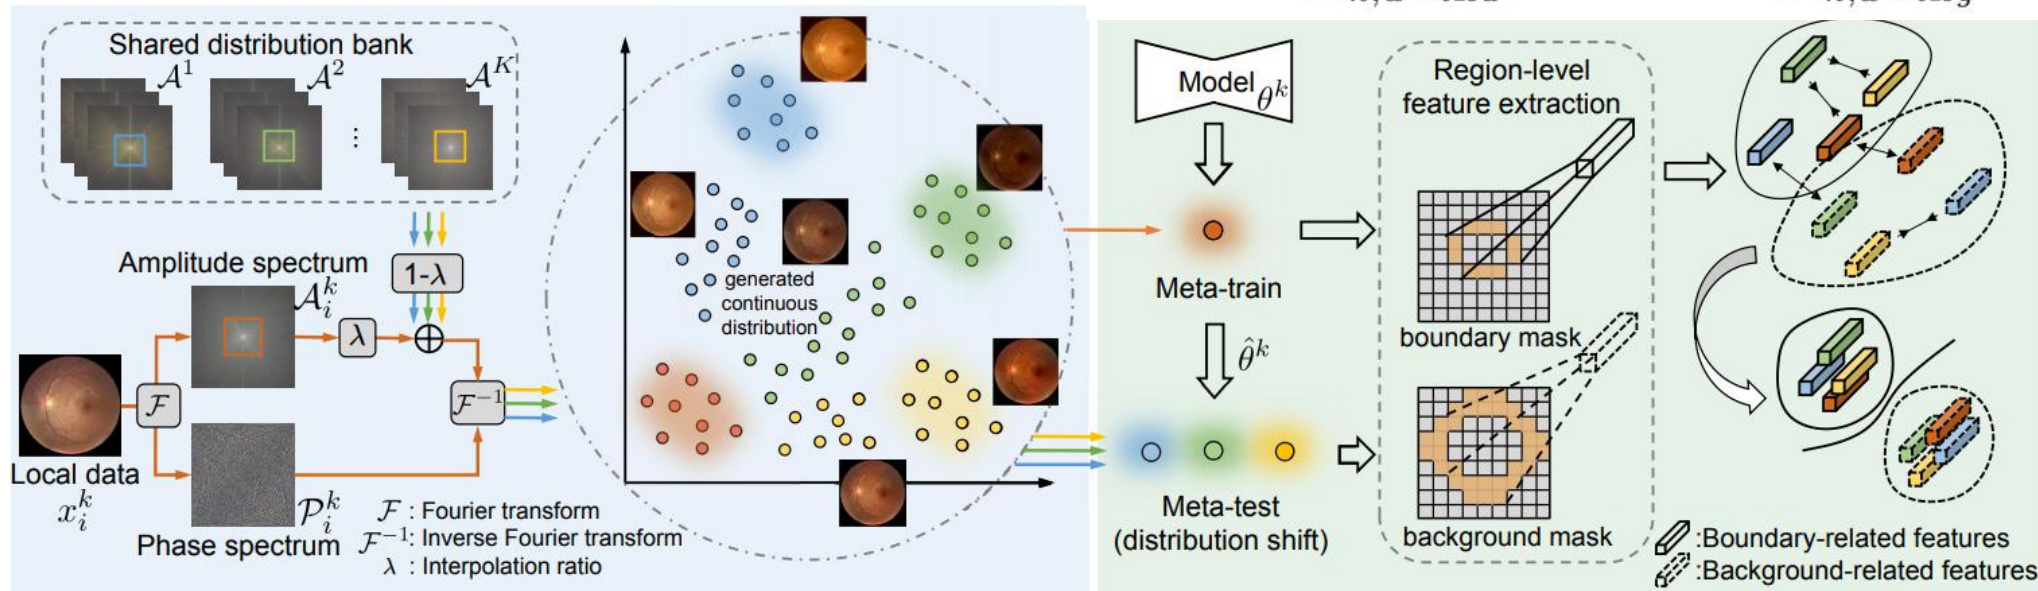 Shared distribution bank
𝒜¹
𝒜²
⋮
𝒜ᴷ
1-λ
Amplitude spectrum
𝒜ᵢᵏ
λ
ℱ
ℱ⁻¹
Local data
xᵢᵏ
𝒫ᵢᵏ
Phase spectrum
ℱ : Fourier transform
ℱ⁻¹: Inverse Fourier transform
λ : Interpolation ratio
generated
continuous
distribution
Model θᵏ
Meta-train
θ̂ᵏ
Meta-test
(distribution shift)
Region-level
feature extraction
boundary mask
background mask
:Boundary-related features
:Background-related features